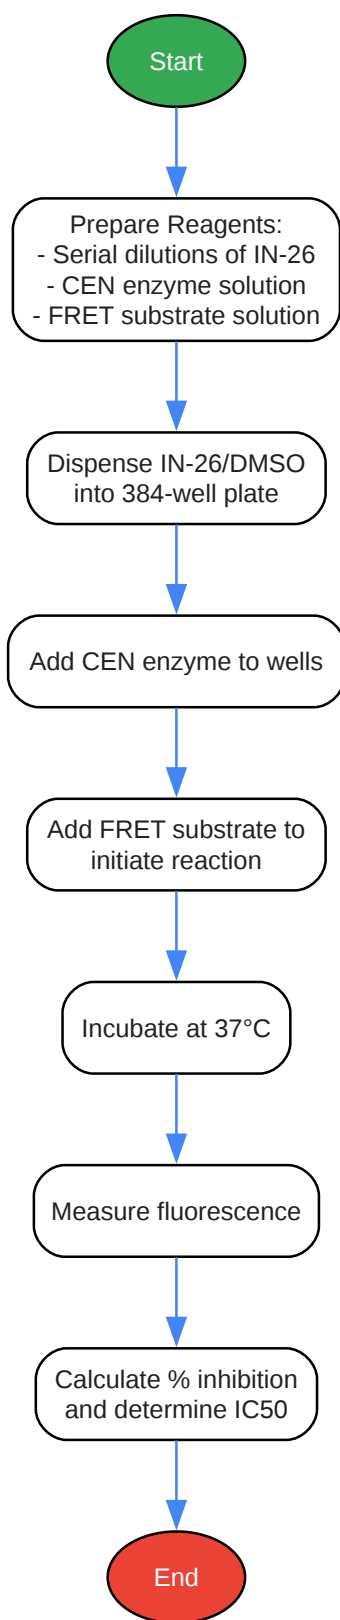 Start
Prepare Reagents:
- Serial dilutions of IN-26
- CEN enzyme solution
- FRET substrate solution
Dispense IN-26/DMSO
into 384-well plate
Add CEN enzyme to wells
Add FRET substrate to
initiate reaction
Incubate at 37°C
Measure fluorescence
Calculate % inhibition
and determine IC50
End